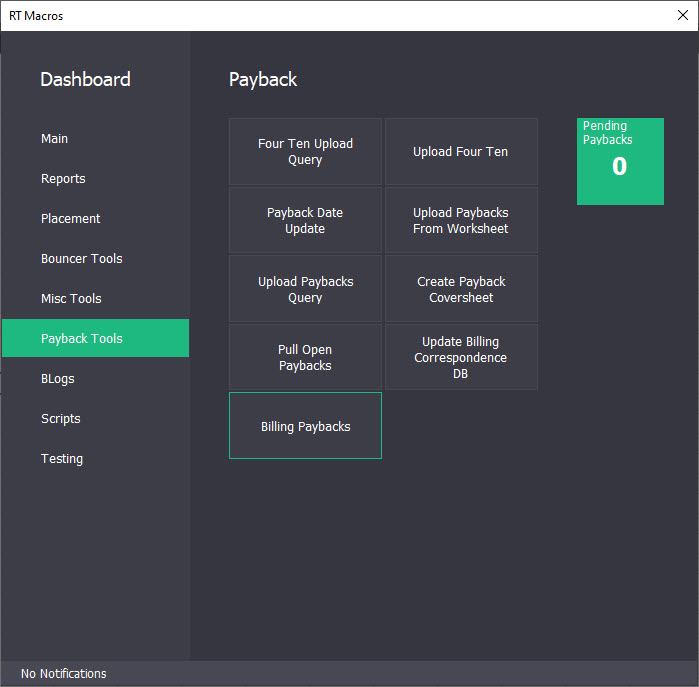 RT Macros
Dashboard
Main
Reports
Placement
Bouncer Tools
Misc Tools
Payback Tools
BLogs
Scripts
Testing
Payback
Four Ten Upload
Query
Upload Four Ten
Payback Date
Update
Upload Paybacks
From Worksheet
Upload Paybacks
Query
Create Payback
Coversheet
Pull Open
Paybacks
Update Billing
Correspondence
DB
Billing Paybacks
Pending
Paybacks
0
No Notifications